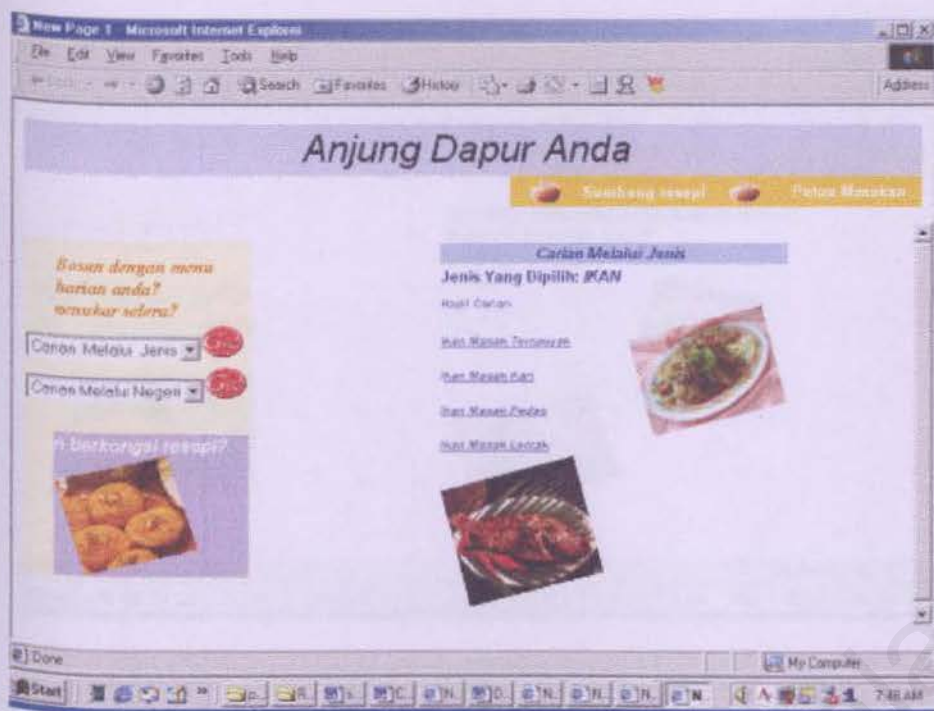 New Page 1 - Microsoft Internet Explorer
File Edit View Favorites Tools Help
Search Favorites History
Address
Anjung Dapur Anda
Sumbang resepi Petua Masakan
Bosan dengan menu
harian anda?
menukar selera?
Carian Melalui Jenis
Carian Melalui Negeri
n berkongsi resepi?
Carian Melalui Jenis
Jenis Yang Dipilih: IKAN
Hasil Carian:
Ikan Masak
Ikan Masak Kari
Ikan Masak Pedas
Ikan Masak Lemak
Done
My Computer
Start
7:48 AM